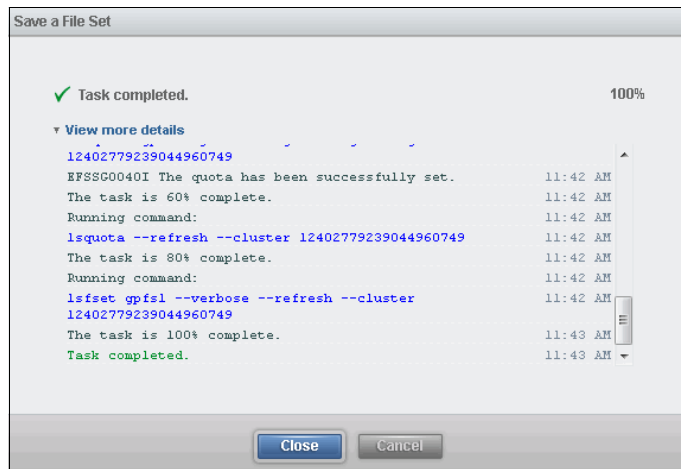 Save a File Set
Task completed.
100%
View more details
12402779239044960749
EFSSG0040I The quota has been successfully set. 11:42 AM
The task is 60% complete. 11:42 AM
Running command: 11:42 AM
lsquota --refresh --cluster 12402779239044960749 11:42 AM
The task is 80% complete. 11:42 AM
Running command: 11:42 AM
lsfset gpfs1 --verbose --refresh --cluster 11:42 AM
12402779239044960749
The task is 100% complete. 11:43 AM
Task completed. 11:43 AM
Close
Cancel